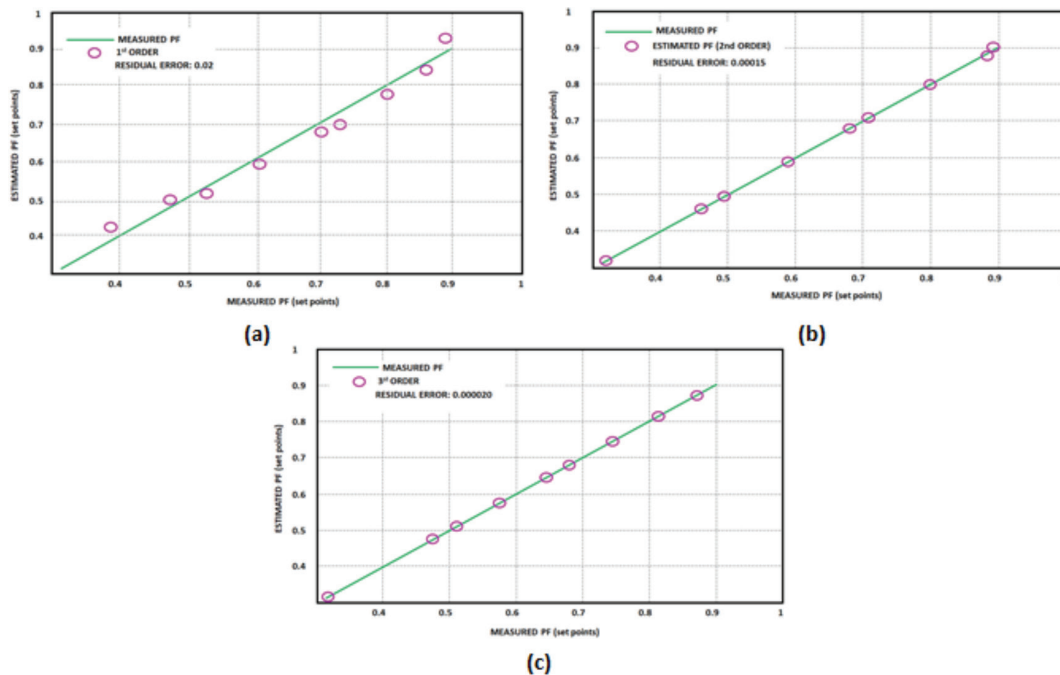 1
0.9
0.8
0.7
0.6
0.5
0.4
ESTIMATED PF (set points)
MEASURED PF
1st ORDER
RESIDUAL ERROR: 0.02
0.4 0.5 0.6 0.7 0.8 0.9 1
MEASURED PF (set points)
(a)
1
0.9
0.8
0.7
0.6
0.5
0.4
ESTIMATED PF (set points)
MEASURED PF
ESTIMATED PF (2nd ORDER)
RESIDUAL ERROR: 0.00015
0.4 0.5 0.6 0.7 0.8 0.9
MEASURED PF (set points)
(b)
1
0.9
0.8
0.7
0.6
0.5
0.4
ESTIMATED PF (set points)
MEASURED PF
3rd ORDER
RESIDUAL ERROR: 0.000020
0.4 0.5 0.6 0.7 0.8 0.9 1
MEASURED PF (set points)
(c)